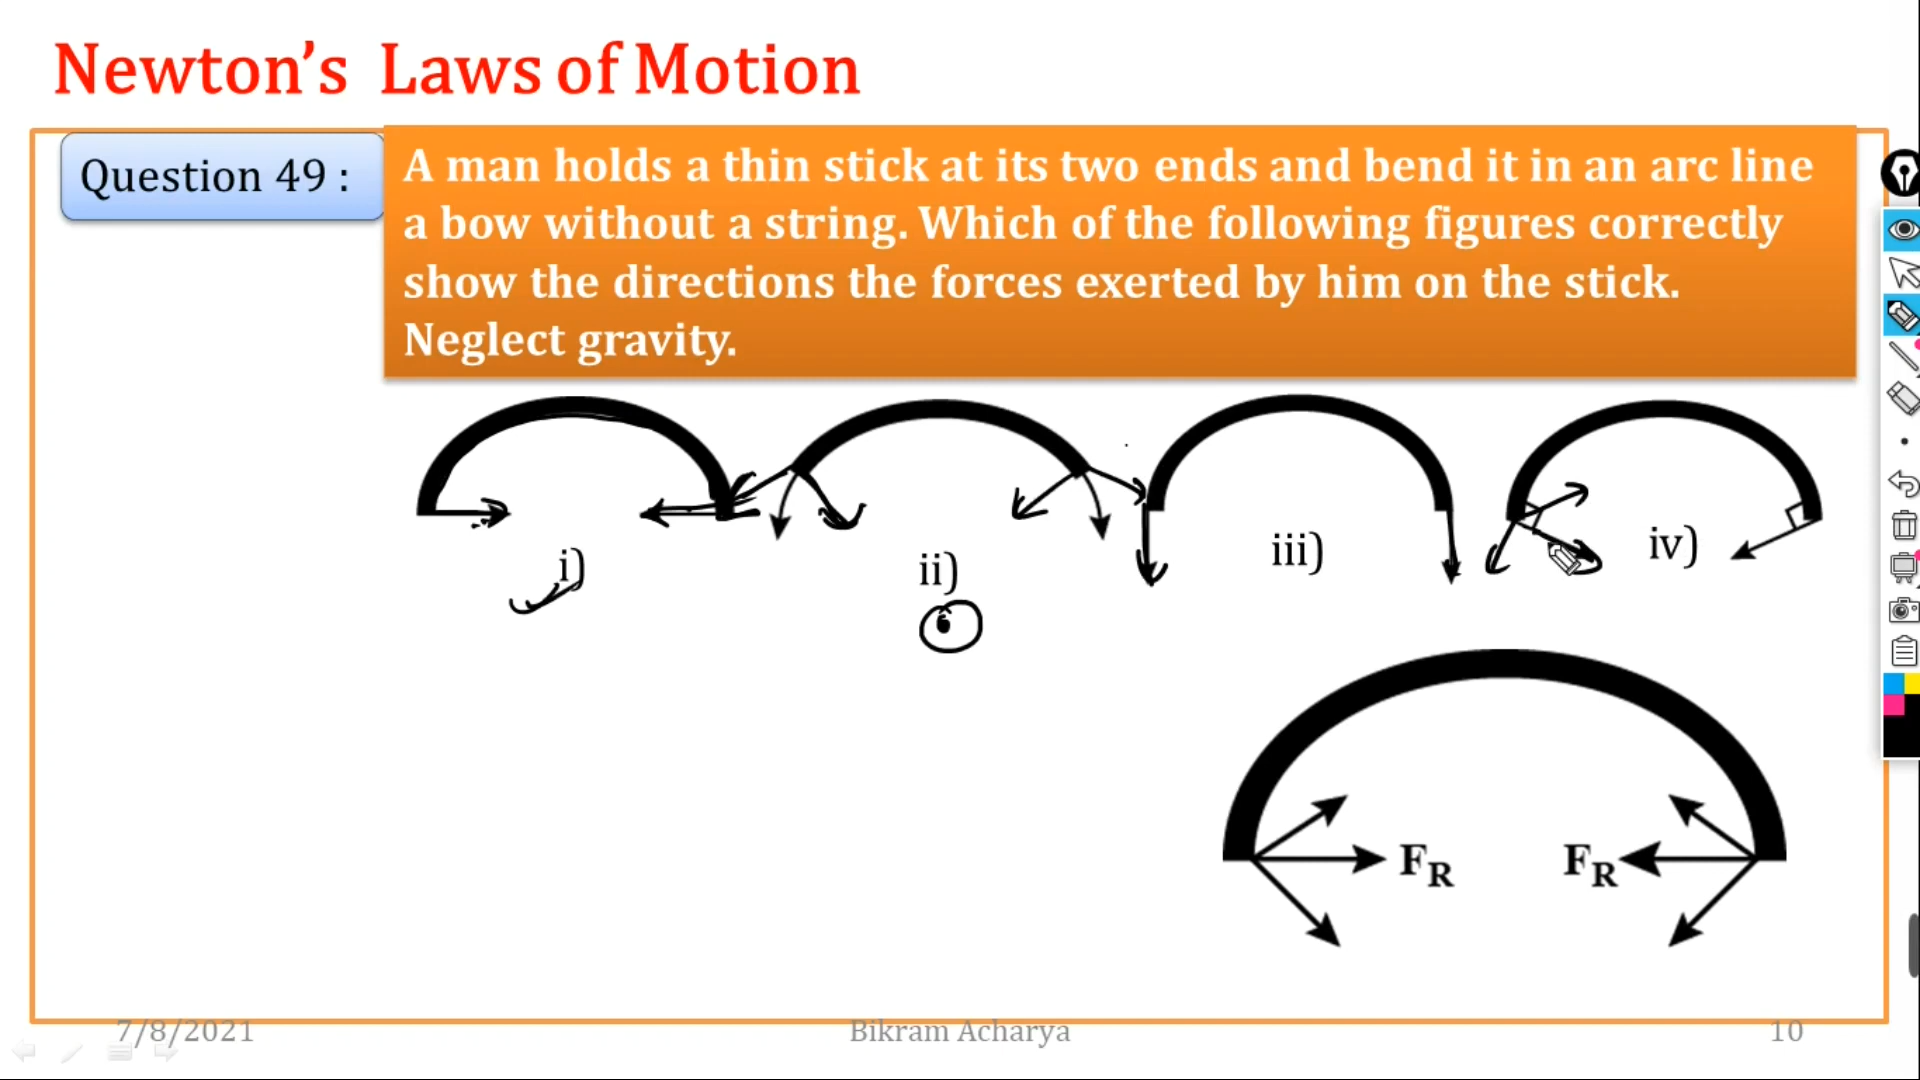 Newton’s Laws of Motion
Question 49 :
A man holds a thin stick at its two ends and bend it in an arc line
a bow without a string. Which of the following figures correctly
show the directions the forces exerted by him on the stick.
Neglect gravity.
i)
ii)
iii)
iv)
F_R F_R
7/8/2021 Bikram Acharya 10